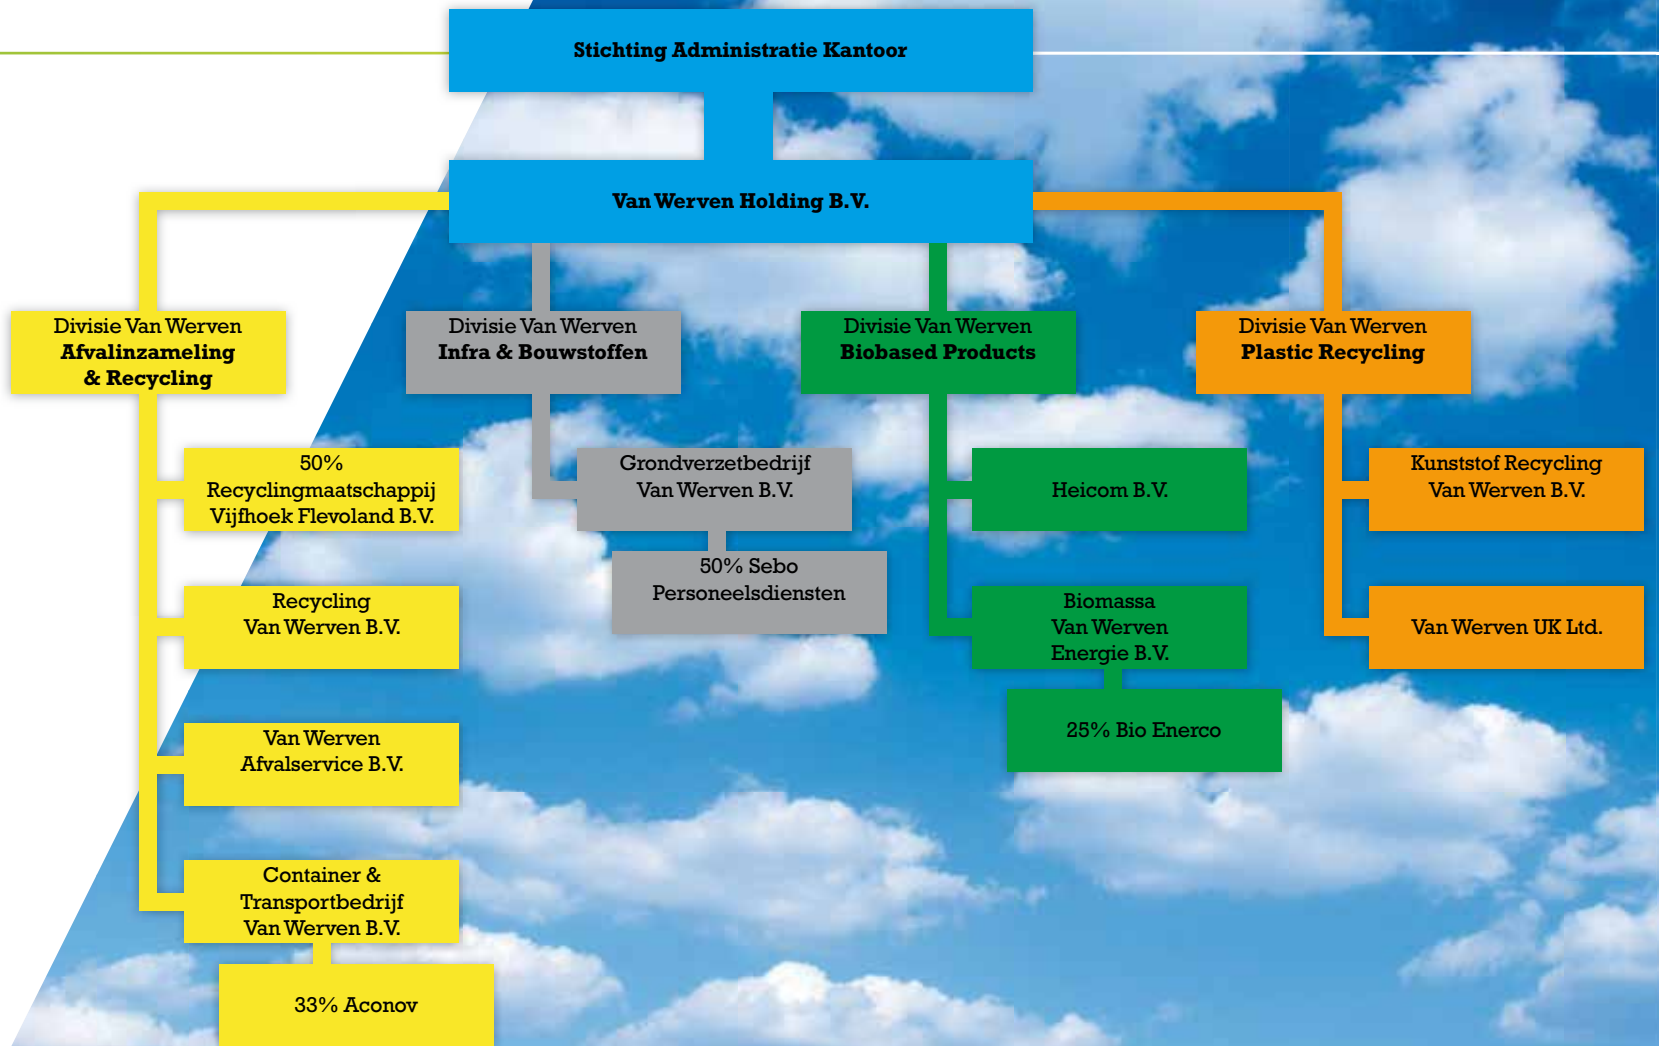 Stichting Administratie Kantoor
Van Werven Holding B.V.
Divisie Van Werven
Afvalinzameling
& Recycling
50%
Recyclingmaatschappij
Vijfhoek Flevoland B.V.
Recycling
Van Werven B.V.
Van Werven
Afvalservice B.V.
Container &
Transportbedrijf
Van Werven B.V.
33% Aconov
Divisie Van Werven
Infra & Bouwstoffen
Grondverzetbedrijf
Van Werven B.V.
50% Sebo
Personeelsdiensten
Divisie Van Werven
Biobased Products
Heicom B.V.
Biomassa
Van Werven
Energie B.V.
25% Bio Enerco
Divisie Van Werven
Plastic Recycling
Kunststof Recycling
Van Werven B.V.
Van Werven UK Ltd.